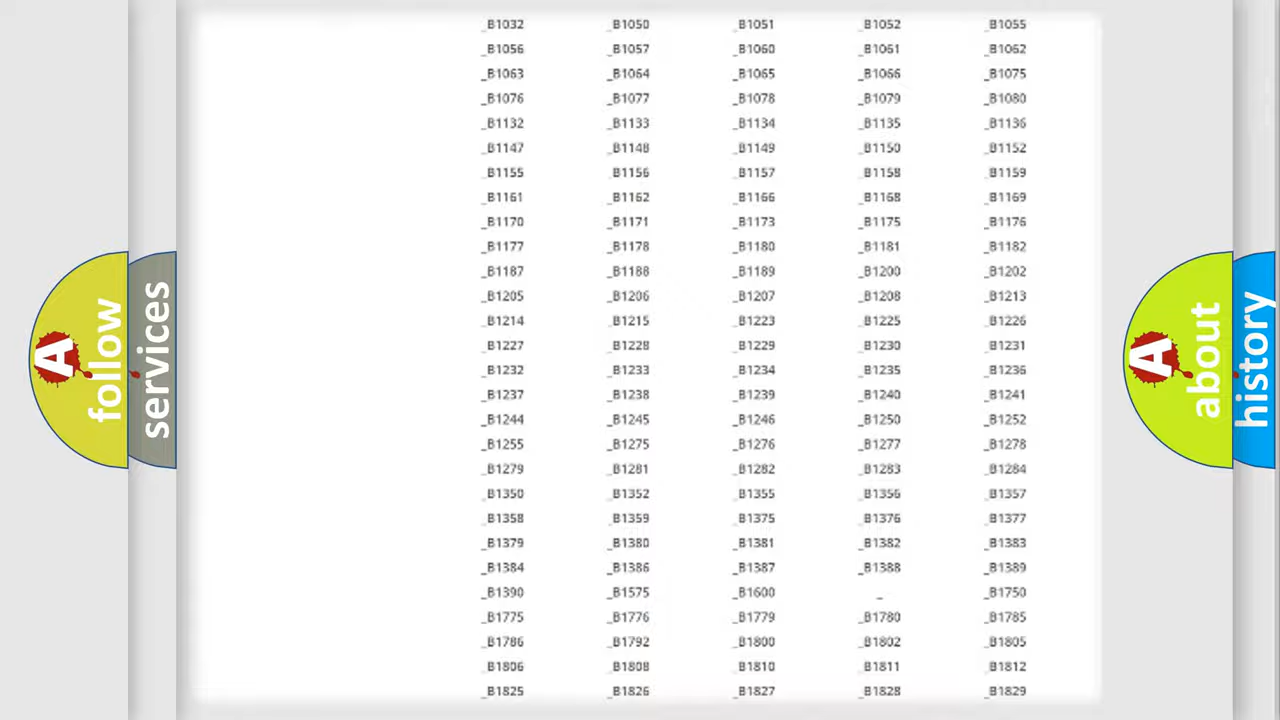 _B1032 _B1050 _B1051 _B1052 _B1055
_B1056 _B1057 _B1060 _B1061 _B1062
_B1063 _B1064 _B1065 _B1066 _B1075
_B1076 _B1077 _B1078 _B1079 _B1080
_B1132 _B1133 _B1134 _B1135 _B1136
_B1147 _B1148 _B1149 _B1150 _B1152
_B1155 _B1156 _B1157 _B1158 _B1159
_B1161 _B1162 _B1166 _B1168 _B1169
_B1170 _B1171 _B1173 _B1175 _B1176
_B1177 _B1178 _B1180 _B1181 _B1182
_B1187 _B1188 _B1189 _B1200 _B1202
_B1205 _B1206 _B1207 _B1208 _B1213
_B1214 _B1215 _B1223 _B1225 _B1226
_B1227 _B1228 _B1229 _B1230 _B1231
_B1232 _B1233 _B1234 _B1235 _B1236
_B1237 _B1238 _B1239 _B1240 _B1241
_B1244 _B1245 _B1246 _B1250 _B1252
_B1255 _B1275 _B1276 _B1277 _B1278
_B1279 _B1281 _B1282 _B1283 _B1284
_B1350 _B1352 _B1355 _B1356 _B1357
_B1358 _B1359 _B1375 _B1376 _B1377
_B1379 _B1380 _B1381 _B1382 _B1383
_B1384 _B1386 _B1387 _B1388 _B1389
_B1390 _B1575 _B1600 _ _B1750
_B1775 _B1776 _B1779 _B1780 _B1785
_B1786 _B1792 _B1800 _B1802 _B1805
_B1806 _B1808 _B1810 _B1811 _B1812
_B1825 _B1826 _B1827 _B1828 _B1829
A
follow
services
A
about
history